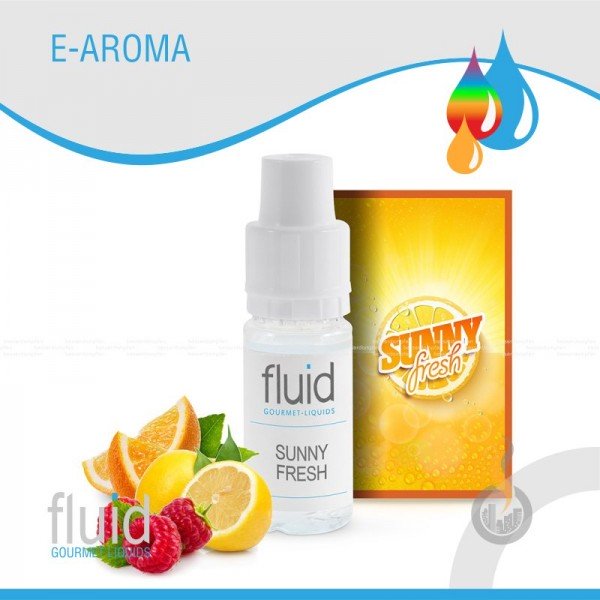 E-AROMA
SUNNY
fresh
fluid
GOURMET-LIQUIDS
SUNNY
FRESH
fluid
GOURMET-LIQUIDS